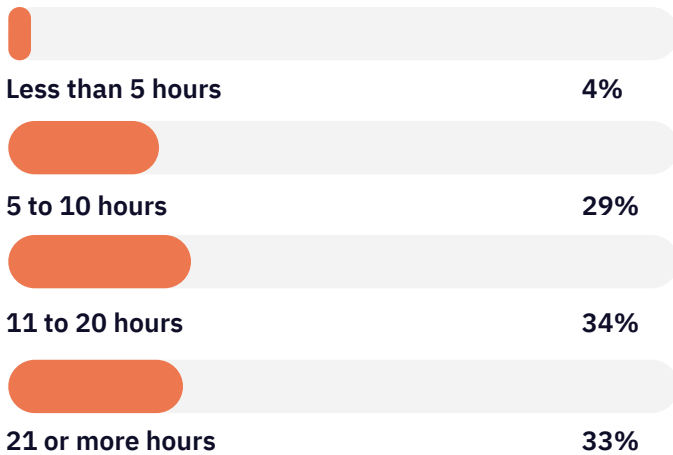 Less than 5 hours 4%
5 to 10 hours 29%
11 to 20 hours 34%
21 or more hours 33%